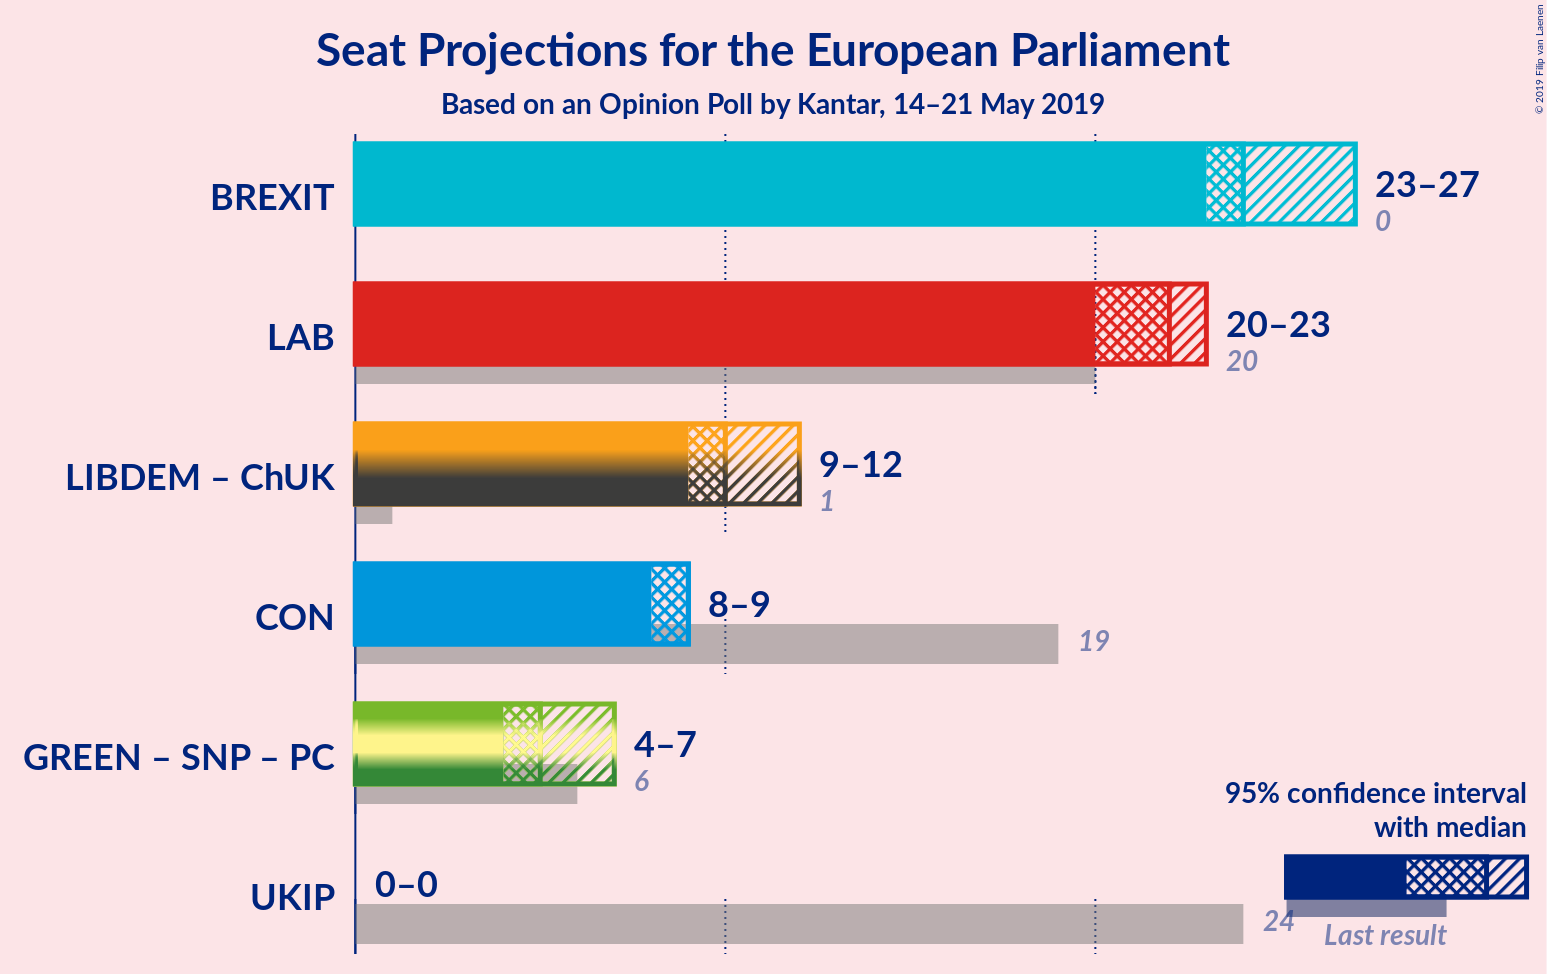 Seat Projections for the European Parliament
Based on an Opinion Poll by Kantar, 14–21 May 2019
© 2019 Filip van Laenen
BREXIT
23–27
0
LAB
20–23
20
LIBDEM – ChUK
9–12
1
CON
8–9
19
GREEN – SNP – PC
4–7
6
UKIP
0–0
24
95% confidence interval
with median
Last result